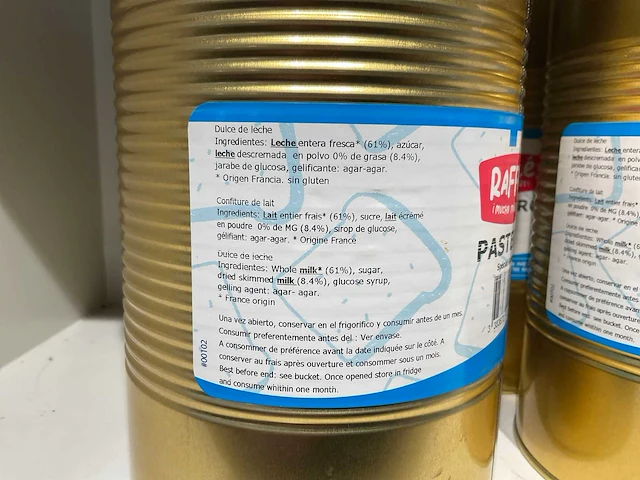 Dulce de leche
Ingredientes: Leche entera fresca* (61%), azúcar,
leche descremada en polvo 0% de grasa (8.4%),
jarabe de glucosa, gelificante: agar-agar.
* Origen Francia. sin gluten
Confiture de lait
Ingredients: Lait entier frais* (61%), sucre, lait écrémé
en poudre 0% de MG (8.4%), sirop de glucose,
gélifiant: agar-agar. * Origine France
Dulce de leche
Ingredientes: Whole milk* (61%), sugar,
dried skimmed milk (8.4%), glucose syrup,
gelling agent: agar- agar.
* France origin
Una vez abierto, conservar en el frigorífico y consumir antes de un mes.
Consumir preferentemente antes del : Ver envase.
A consommer de préférence avant la date indiquée sur le côté. A
conserver au frais après ouverture et consommer sous un mois.
Best before end: see bucket. Once opened store in fridge
and consume whithin one month.
#00T02
RAFF
PAST